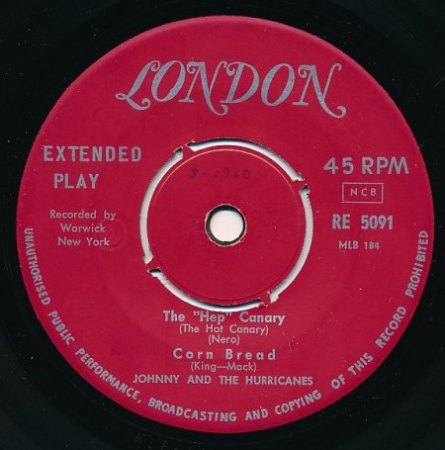 LONDON
EXTENDED
PLAY
45 RPM
NCB
Recorded by
Warwick
New York
RE 5091
MLB 184
The "Hep" Canary
(The Hot Canary)
(Nero)
Corn Bread
(King—Mack)
JOHNNY AND THE HURRICANES
UNAUTHORISED PUBLIC PERFORMANCE, BROADCASTING AND COPYING OF THIS RECORD PROHIBITED